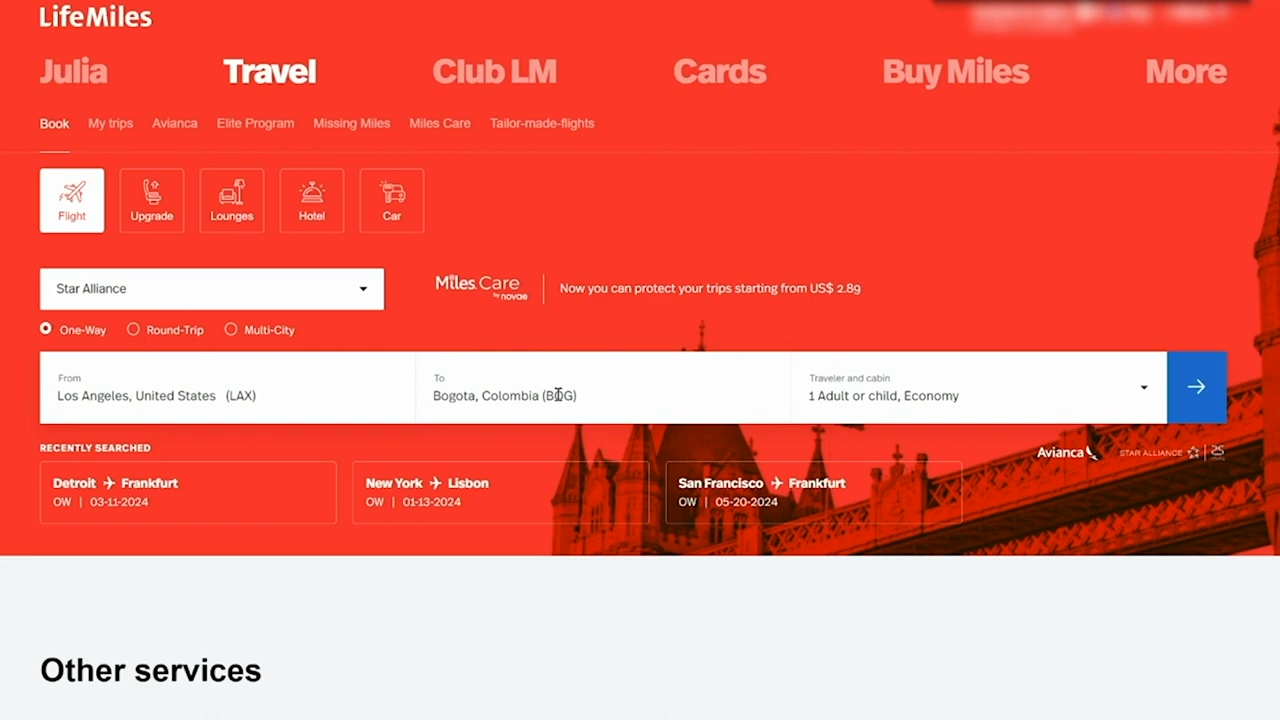 LifeMiles
Julia Travel Club LM Cards Buy Miles More
Book My trips Avianca Elite Program Missing Miles Miles Care Tailor-made-flights
Flight Upgrade Lounges Hotel Car
Star Alliance
Miles Care by novae
Now you can protect your trips starting from US$ 2.89
One-Way Round-Trip Multi-City
From
Los Angeles, United States (LAX)
To
Bogota, Colombia (BOG)
Traveler and cabin
1 Adult or child, Economy
RECENTLY SEARCHED
Avianca STAR ALLIANCE 25
Detroit Frankfurt
OW | 03-11-2024
New York Lisbon
OW | 01-13-2024
San Francisco Frankfurt
OW | 05-20-2024
Other services